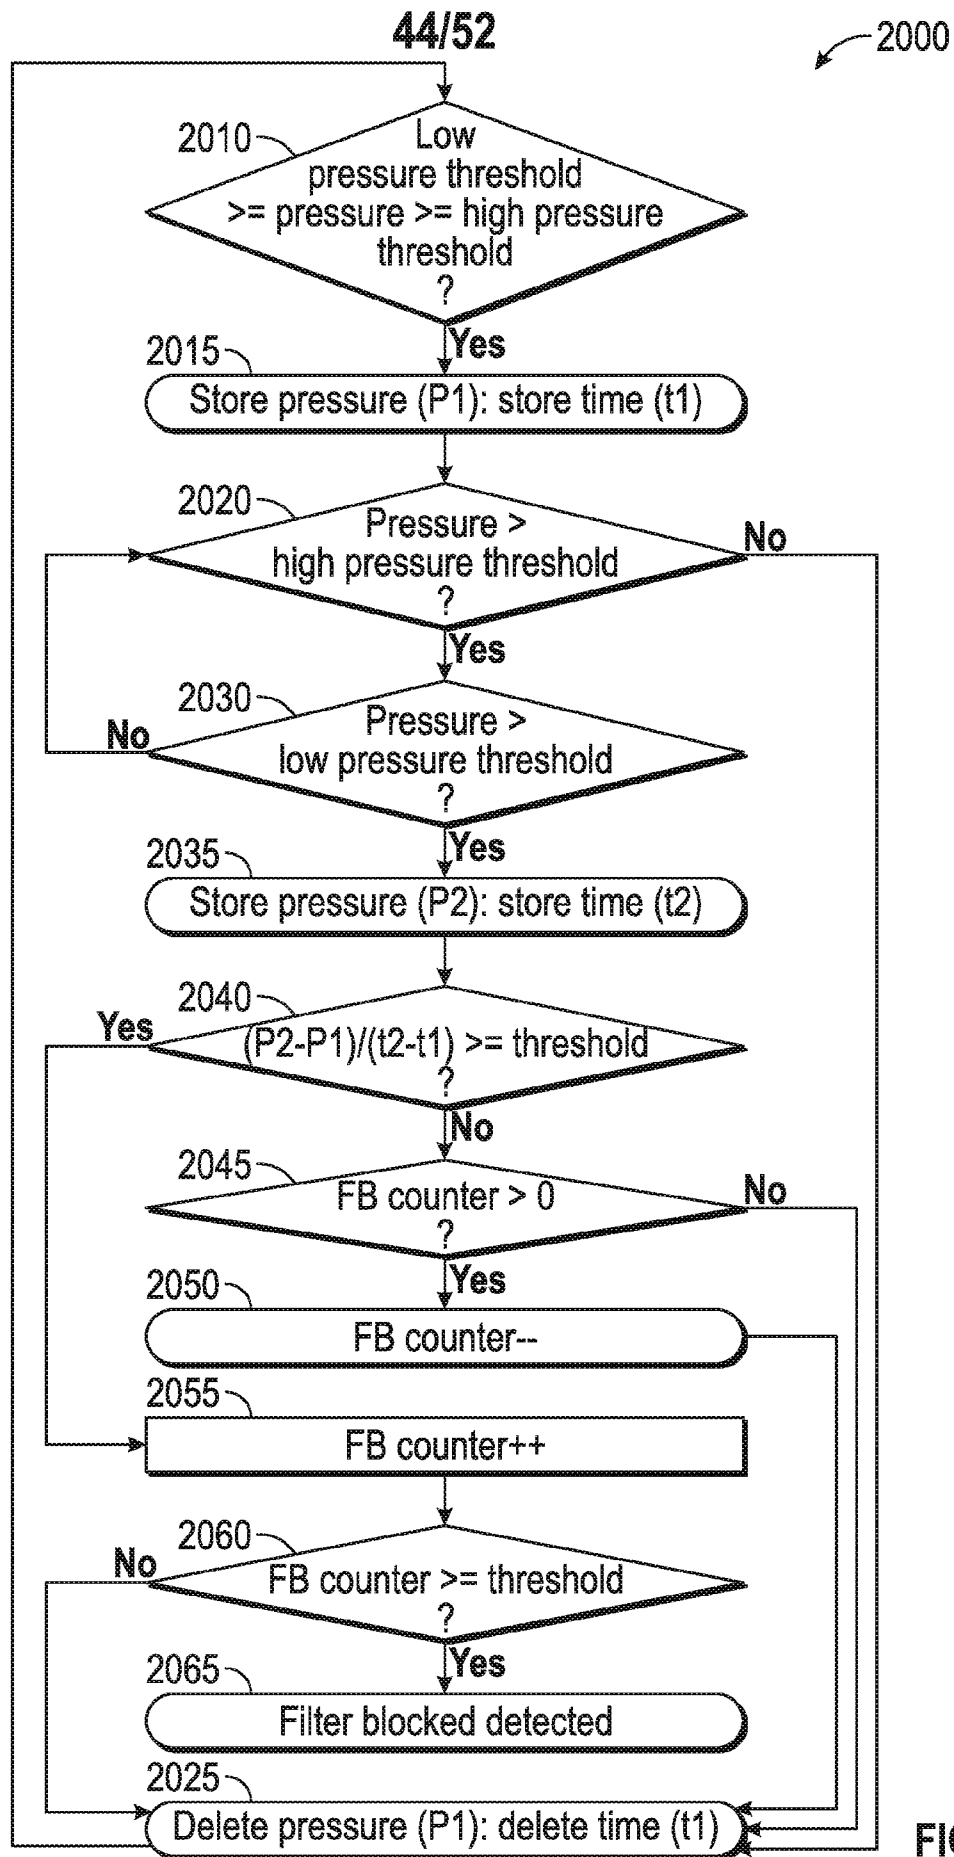 44/52
2000
2010
Low
pressure threshold
>= pressure >= high pressure
threshold
?
Yes
2015
Store pressure (P1): store time (t1)
2020
Pressure >
high pressure threshold
?
No
Yes
2030
Pressure >
low pressure threshold
?
No
Yes
2035
Store pressure (P2): store time (t2)
2040
Yes
(P2-P1)/(t2-t1) >= threshold
?
No
2045
FB counter > 0
?
No
Yes
2050
FB counter--
2055
FB counter++
2060
No
FB counter >= threshold
?
Yes
2065
Filter blocked detected
2025
Delete pressure (P1): delete time (t1)